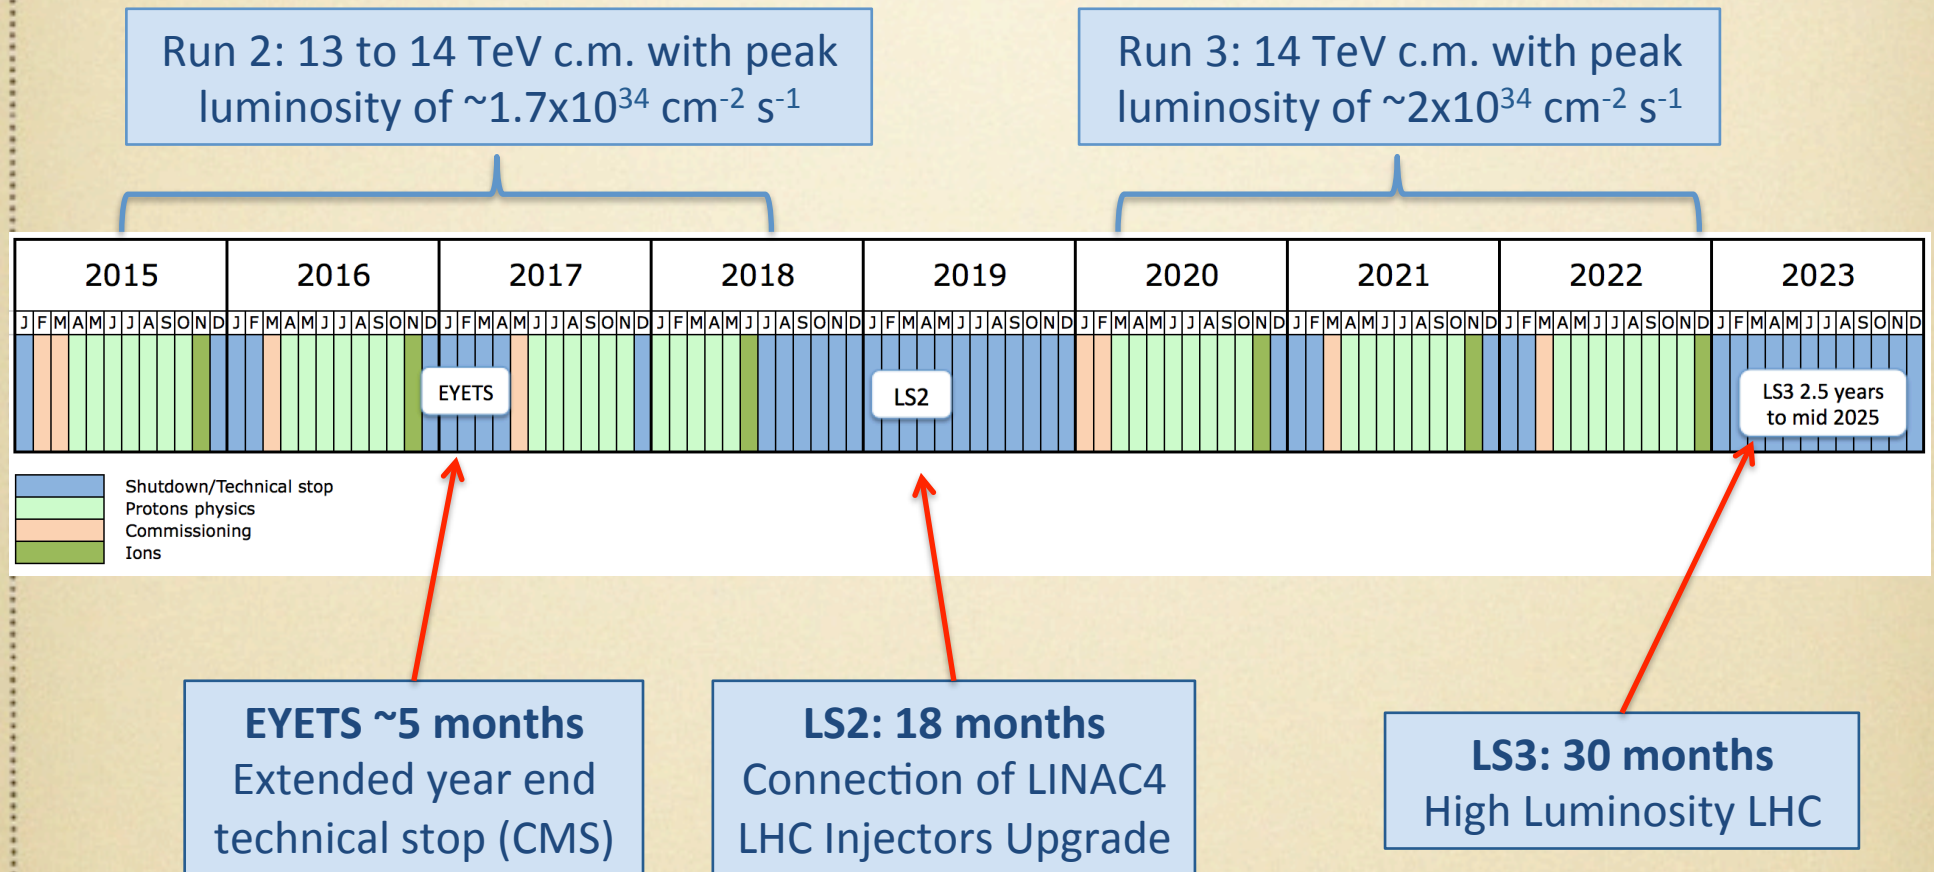 Run 2: 13 to 14 TeV c.m. with peak
luminosity of ~1.7x10³⁴ cm⁻² s⁻¹
Run 3: 14 TeV c.m. with peak
luminosity of ~2x10³⁴ cm⁻² s⁻¹
2015 2016 2017 2018 2019 2020 2021 2022 2023
J F M A M J J A S O N D J F M A M J J A S O N D J F M A M J J A S O N D J F M A M J J A S O N D J F M A M J J A S O N D J F M A M J J A S O N D J F M A M J J A S O N D J F M A M J J A S O N D J F M A M J J A S O N D
EYETS
LS2
LS3 2.5 years
to mid 2025
Shutdown/Technical stop
Protons physics
Commissioning
Ions
EYETS ~5 months
Extended year end
technical stop (CMS)
LS2: 18 months
Connection of LINAC4
LHC Injectors Upgrade
LS3: 30 months
High Luminosity LHC